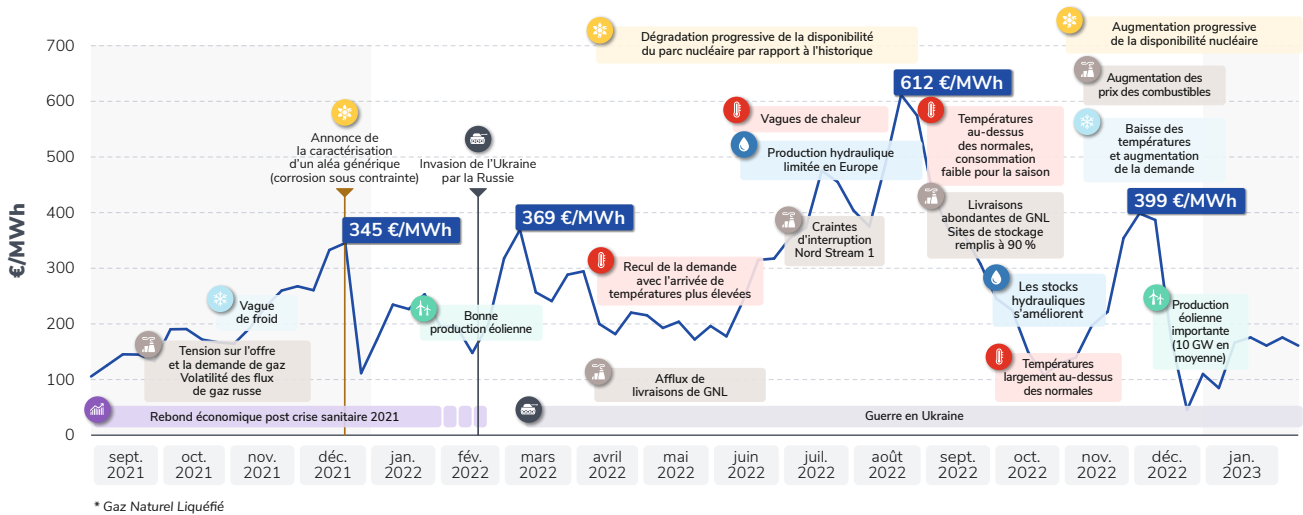 Dégradation progressive de la disponibilité
du parc nucléaire par rapport à l'historique
Augmentation progressive
de la disponibilité nucléaire
Augmentation des
prix des combustibles
Baisse des
températures
et augmentation
de la demande
€/MWh
700
600
500
400
300
200
100
0
Annonce de
la caractérisation
d'un aléa générique
(corrosion sous contrainte)
Invasion de l'Ukraine
par la Russie
345 €/MWh
369 €/MWh
612 €/MWh
399 €/MWh
Vagues de chaleur
Production hydraulique
limitée en Europe
Températures
au-dessus
des normales,
consommation
faible pour la saison
Livraisons
abondantes de GNL
Sites de stockage
remplis à 90 %
Craintes
d'interruption
Nord Stream 1
Recul de la demande
avec l'arrivée de
températures plus élevées
Vague
de froid
Bonne
production éolienne
Les stocks
hydrauliques
s'améliorent
Production
éolienne
importante
(10 GW en
moyenne)
Tension sur l'offre
et la demande de gaz
Volatilité des flux
de gaz russe
Afflux de
livraisons de GNL
Températures
largement au-dessus
des normales
Rebond économique post crise sanitaire 2021
Guerre en Ukraine
sept.
2021
oct.
2021
nov.
2021
déc.
2021
jan.
2022
fév.
2022
mars
2022
avril
2022
mai
2022
juin
2022
juil.
2022
août
2022
sept.
2022
oct.
2022
nov.
2022
déc.
2022
jan.
2023
* Gaz Naturel Liquéfié